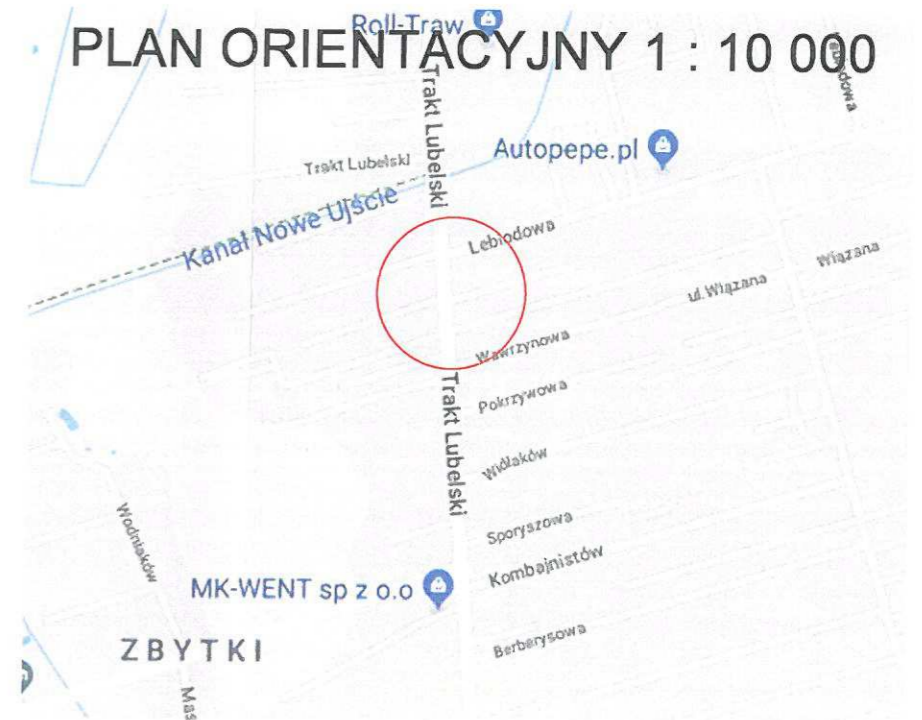 Roll-Traw
PLAN ORIENTACYJNY 1 : 10 000
Trakt Lubelski
Autopepe.pl
Trakt Lubelski
Kanał Nowe Ujście
Lebiodowa
Wiązana
ul. Wiązana
Wawrzynowa
Trakt Lubelski
Pokrzywowa
Widłaków
Wodniaków
Sporyszowa
Kombajnistów
MK-WENT sp z o.o
Berberysowa
ZBYTKI
Mas